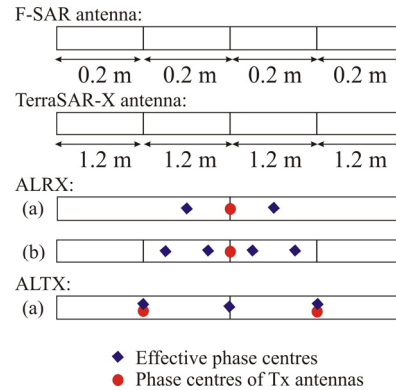 F-SAR antenna:
0.2 m 0.2 m 0.2 m 0.2 m
TerraSAR-X antenna:
1.2 m 1.2 m 1.2 m 1.2 m
ALRX:
(a)
(b)
ALTX:
(a)
Effective phase centres
Phase centres of Tx antennas